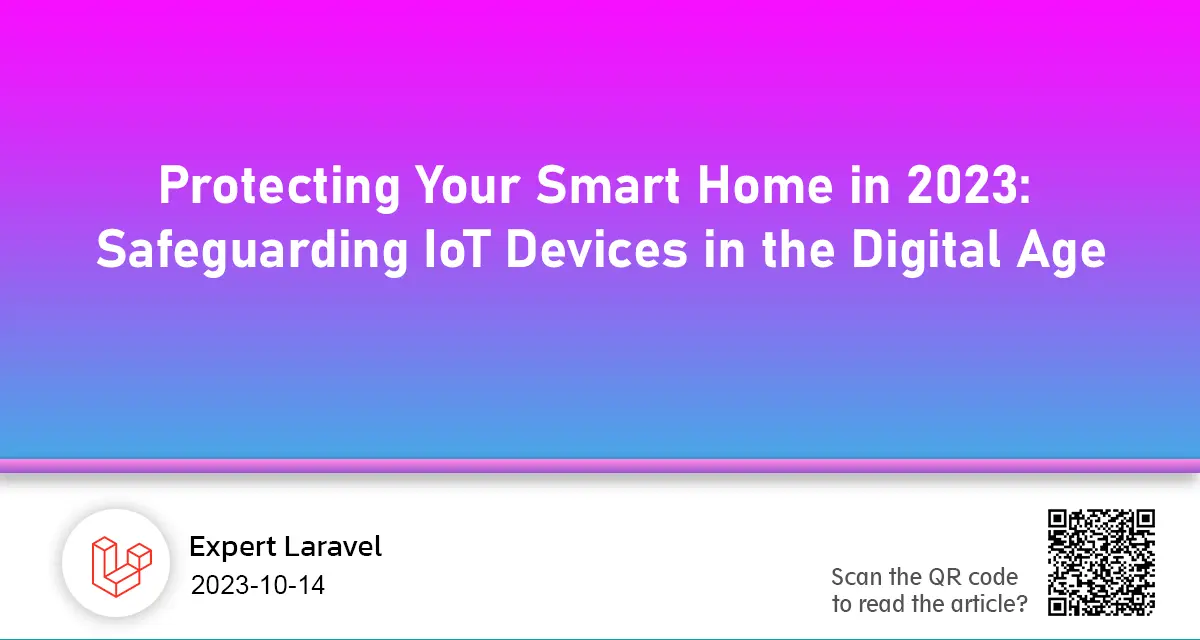 Protecting Your Smart Home in 2023:
Safeguarding IoT Devices in the Digital Age
Expert Laravel
2023-10-14
Scan the QR code
to read the article?